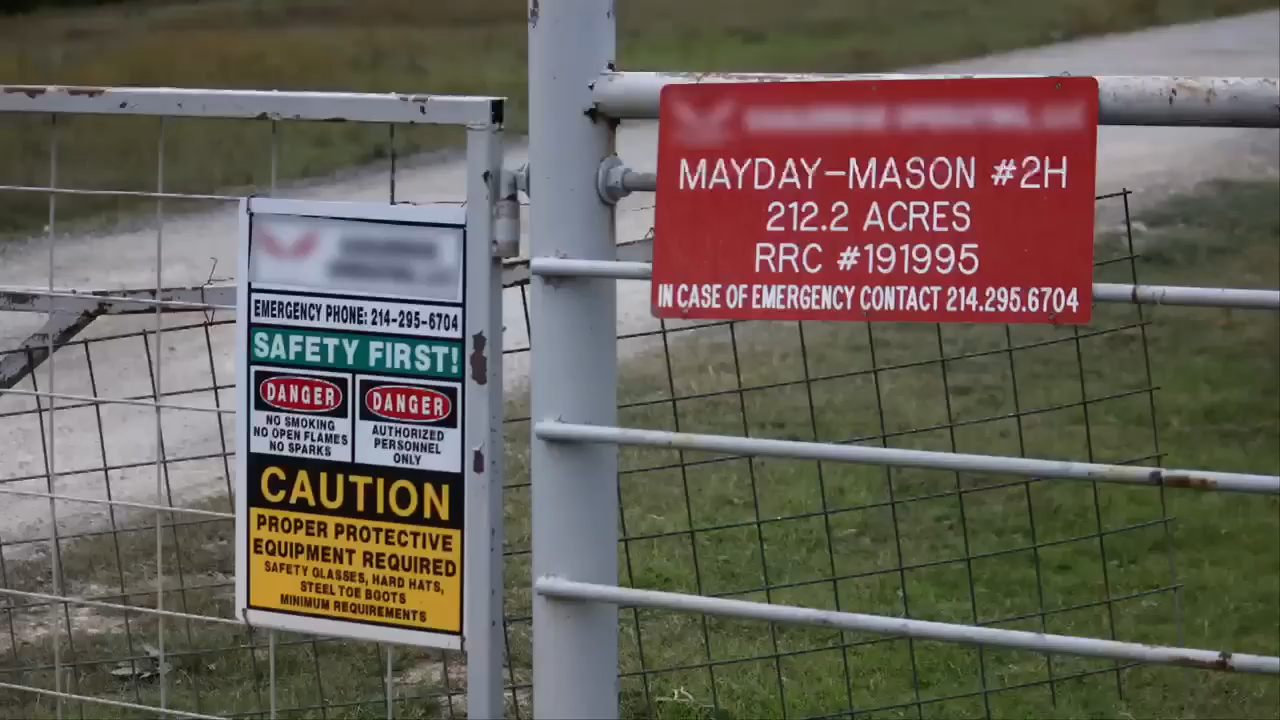 EMERGENCY PHONE: 214-295-6704
SAFETY FIRST!
DANGER
NO SMOKING
NO OPEN FLAMES
NO SPARKS
DANGER
AUTHORIZED
PERSONNEL
ONLY
CAUTION
PROPER PROTECTIVE
EQUIPMENT REQUIRED
SAFETY GLASSES, HARD HATS,
STEEL TOE BOOTS
MINIMUM REQUIREMENTS
MAYDAY-MASON #2H
212.2 ACRES
RRC #191995
IN CASE OF EMERGENCY CONTACT 214.295.6704